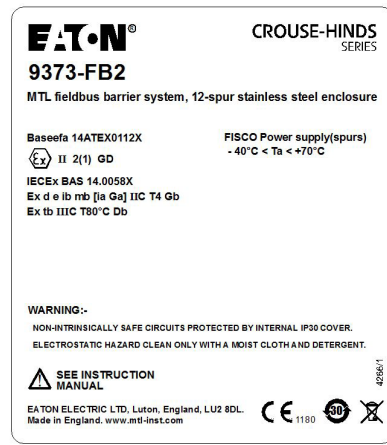 EATON®
CROUSE-HINDS
SERIES
9373-FB2
MTL fieldbus barrier system, 12-spur stainless steel enclosure
Baseefa 14ATEX0112X
FISCO Power supply(spurs)
Ex II 2(1) GD
- 40°C < Ta < +70°C
IECEx BAS 14.0058X
Ex d e ib mb [ia Ga] IIC T4 Gb
Ex tb IIIC T80°C Db
WARNING:-
NON-INTRINSICALLY SAFE CIRCUITS PROTECTED BY INTERNAL IP30 COVER.
ELECTROSTATIC HAZARD CLEAN ONLY WITH A MOIST CLOTH AND DETERGENT.
SEE INSTRUCTION
MANUAL
4266/1
EATON ELECTRIC LTD, Luton, England, LU2 8DL.
Made in England. www.mtl-inst.com
CE 1180
30